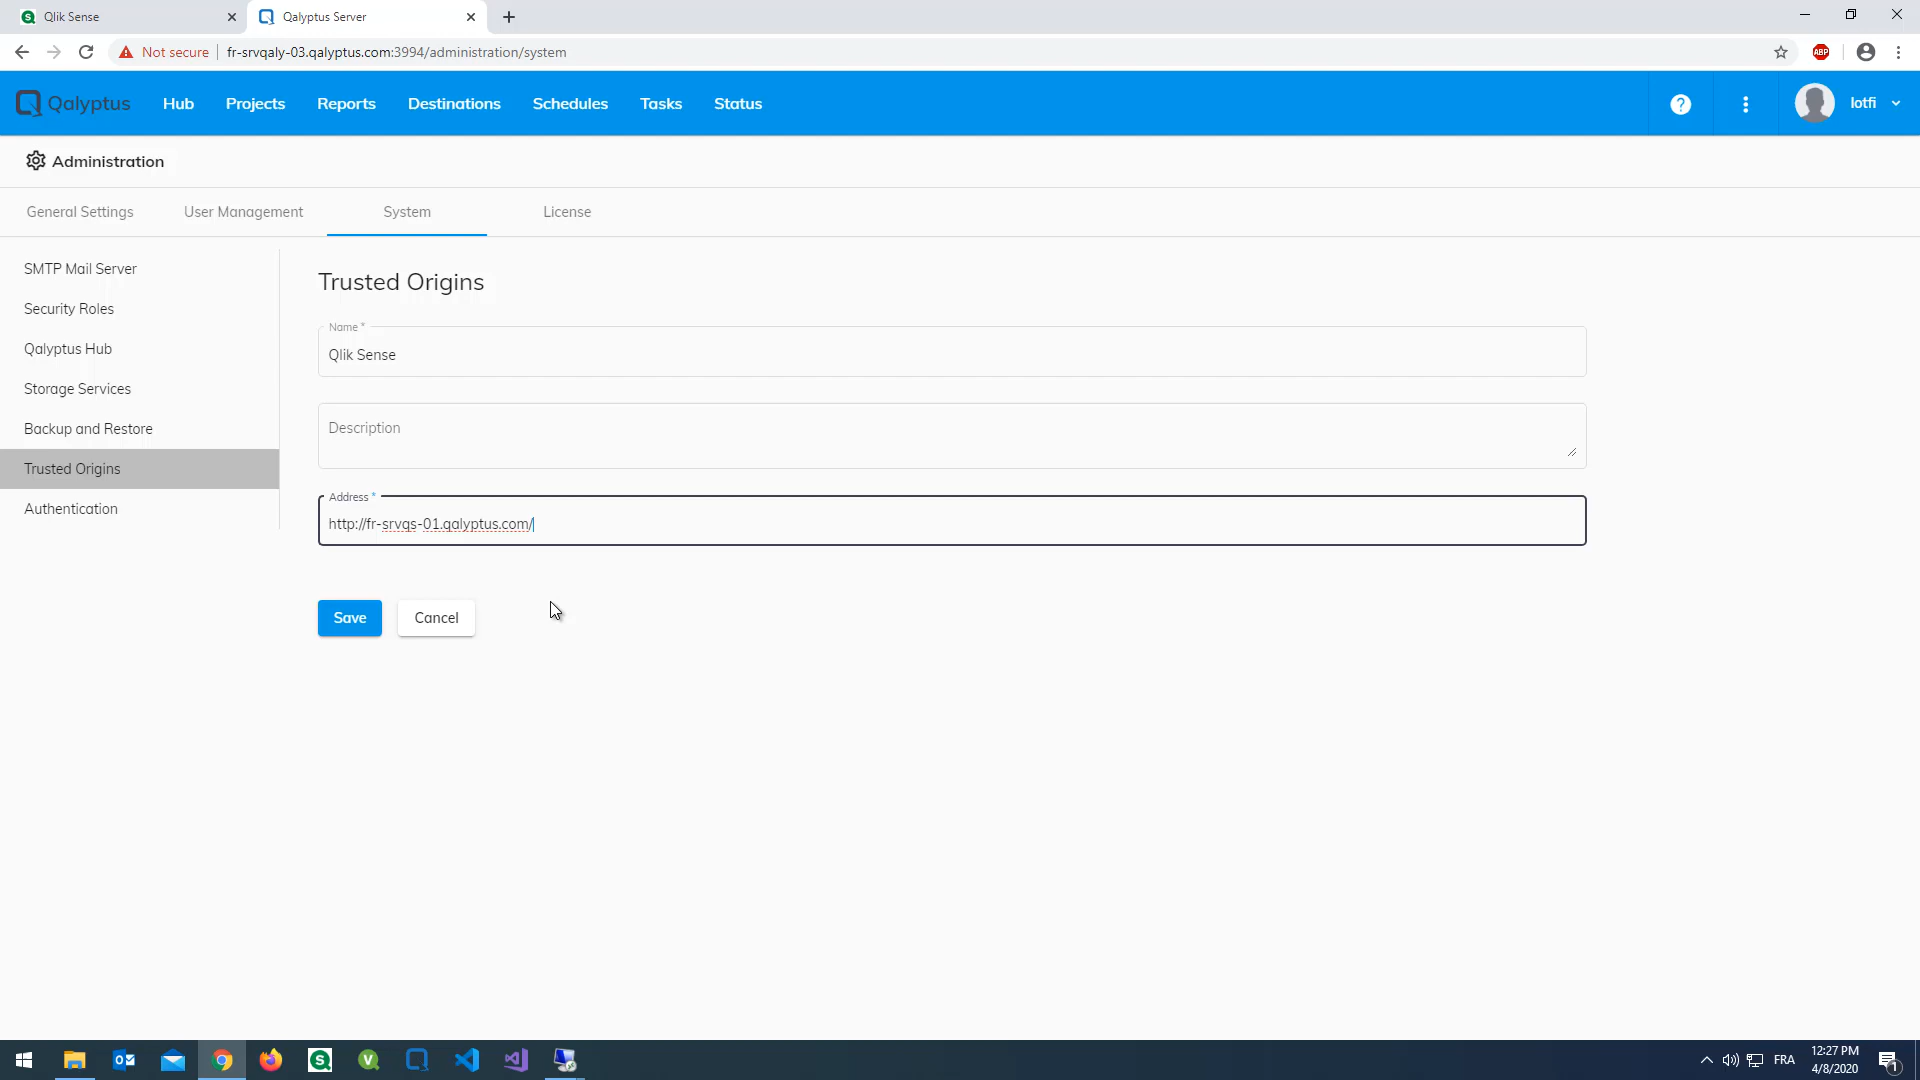 Qlik Sense
Qalyptus Server
Not secure
fr-srvqaly-03.qalyptus.com:3994/administration/system
ABP
Qalyptus
Hub
Projects
Reports
Destinations
Schedules
Tasks
Status
?
lotfi
Administration
General Settings
User Management
System
License
SMTP Mail Server
Security Roles
Qalyptus Hub
Storage Services
Backup and Restore
Trusted Origins
Authentication
Trusted Origins
Name *
Qlik Sense
Description
Address *
http://fr-srvqs-01.qalyptus.com/
Save
Cancel
FRA
12:27 PM
4/8/2020
1